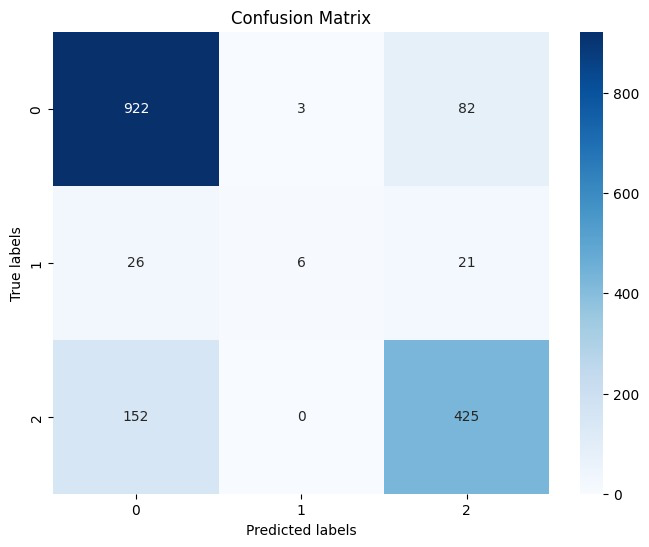 Confusion Matrix
922 3 82
26 6 21
152 0 425
0
1
2
True labels
0 1 2
Predicted labels
800
600
400
200
0